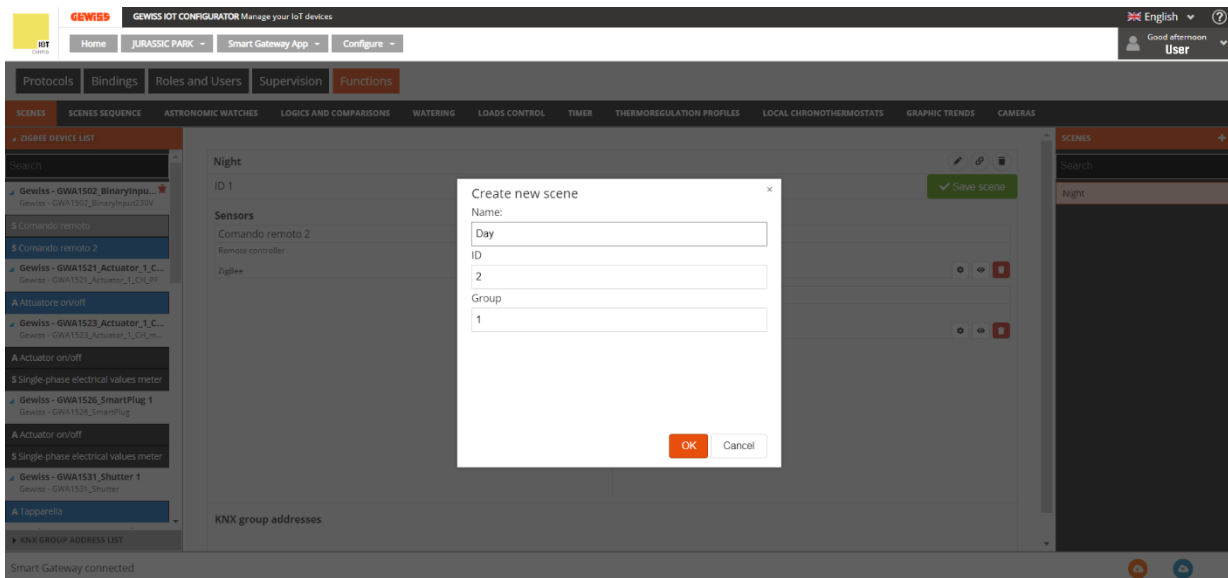 GEWISS
GEWISS IOT CONFIGURATOR Manage your IoT devices
English
IOT
Home
JURASSIC PARK
Smart Gateway App
Configure
Good afternoon
User
Protocols
Bindings
Roles and Users
Supervision
Functions
SCENES
SCENES SEQUENCE
ASTRONOMIC WATCHES
LOGICS AND COMPARISONS
WATERING
LOADS CONTROL
TIMER
THERMOREGULATION PROFILES
LOCAL CHRONOTHERMOSTATS
GRAPHIC TRENDS
CAMERAS
ZIGBEE DEVICE LIST
Search
Gewiss - GWA1502_BinaryInpu...
Gewiss - GWA1502_BinaryInput230V
S Comando remoto
S Comando remoto 2
Gewiss - GWA1521_Actuator_1_C...
Gewiss - GWA1521_Actuator_1_CH_PF
A Attuatore on/off
Gewiss - GWA1523_Actuator_1_C...
Gewiss - GWA1523_Actuator_1_CH_m...
A Actuator on/off
S Single-phase electrical values meter
Gewiss - GWA1526_SmartPlug 1
Gewiss - GWA1526_SmartPlug
A Actuator on/off
S Single-phase electrical values meter
Gewiss - GWA1531_Shutter 1
Gewiss - GWA1531_Shutter
A Tapparella
KNX GROUP ADDRESS LIST
Night
ID 1
Save scene
Sensors
Comando remoto 2
Remote controller
ZigBee
KNX group addresses
Create new scene
Name:
Day
ID
2
Group
1
OK
Cancel
SCENES
Search
Night
Smart Gateway connected